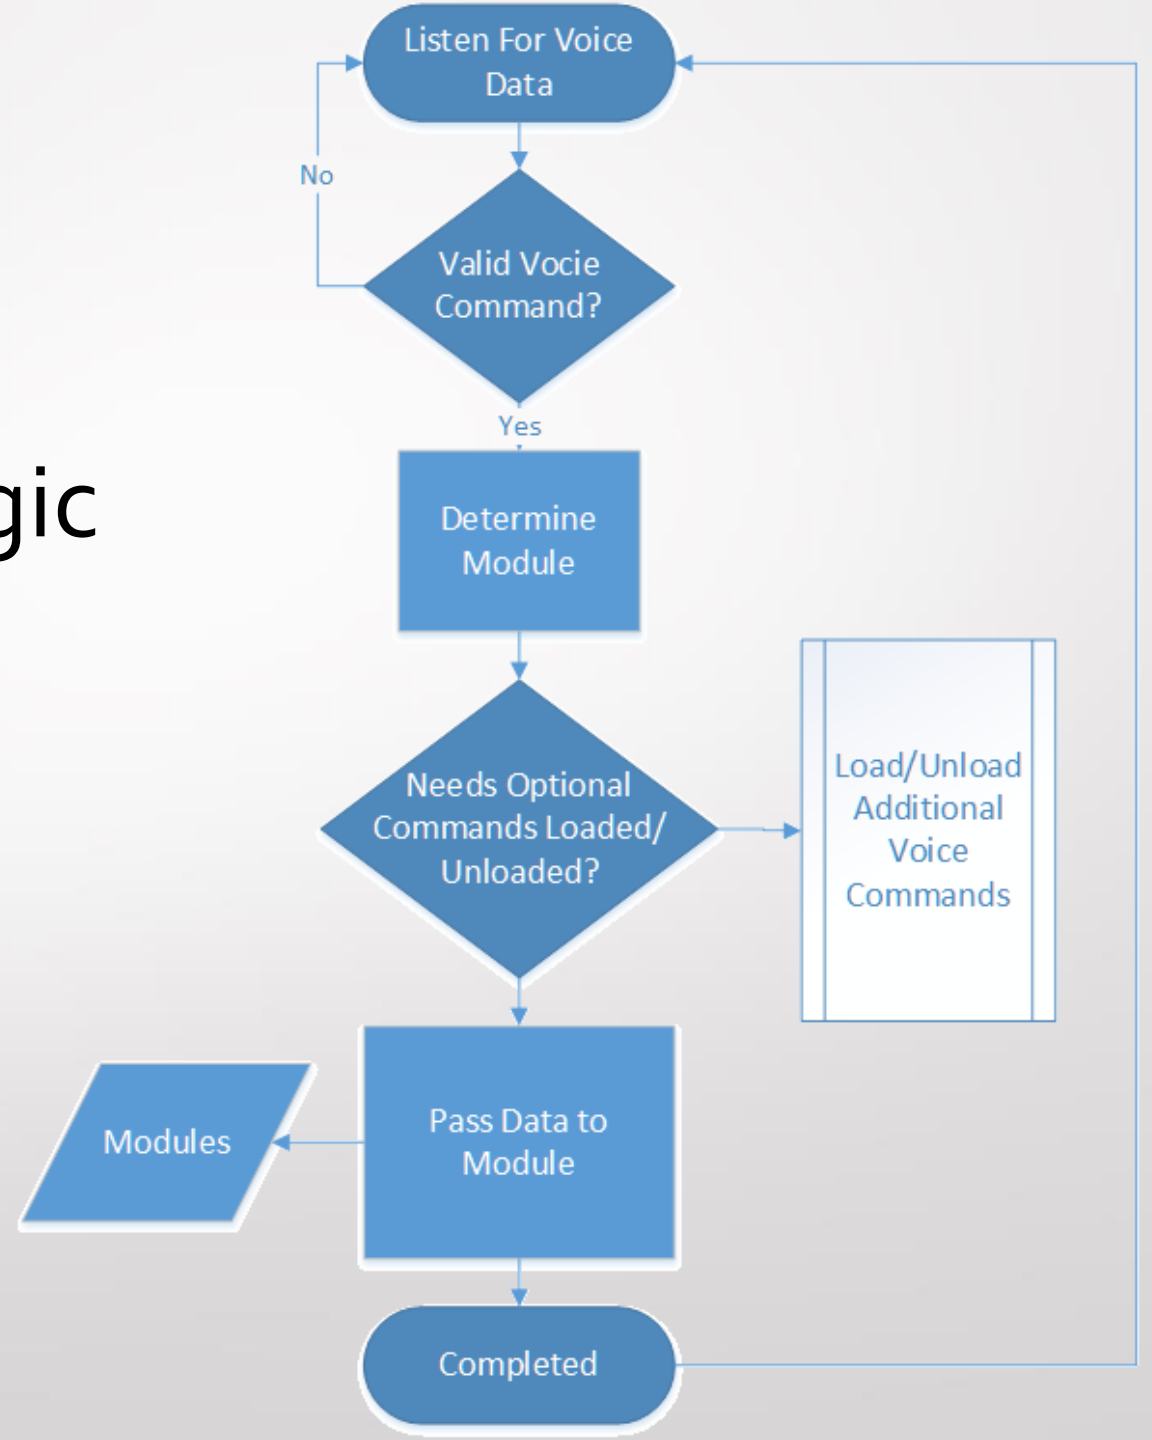 Listen For Voice
Data
No
Valid Vocie
Command?
Yes
gic
Determine
Module
Needs Optional
Commands Loaded/
Unloaded?
Load/Unload
Additional
Voice
Commands
Modules
Pass Data to
Module
Completed